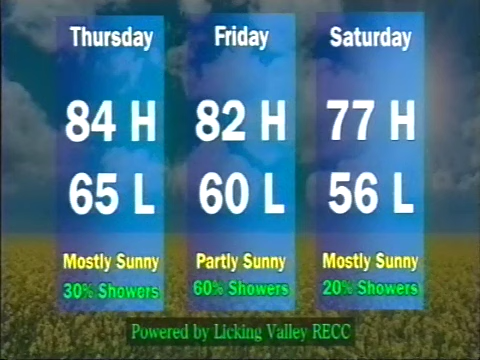 Thursday
84 H
65 L
Mostly Sunny
30% Showers
Friday
82 H
60 L
Partly Sunny
60% Showers
Saturday
77 H
56 L
Mostly Sunny
20% Showers
Powered by Licking Valley RECC